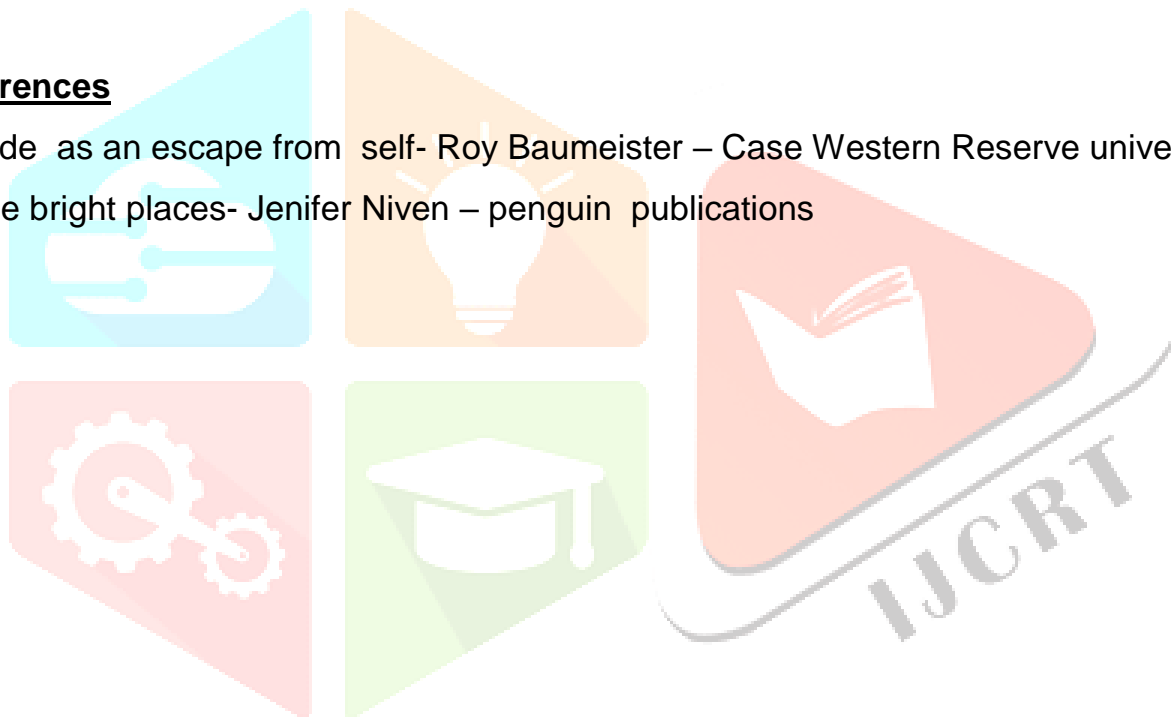 rences
de as an escape from self- Roy Baumeister – Case Western Reserve unive
e bright places- Jenifer Niven – penguin publications
IJCRT